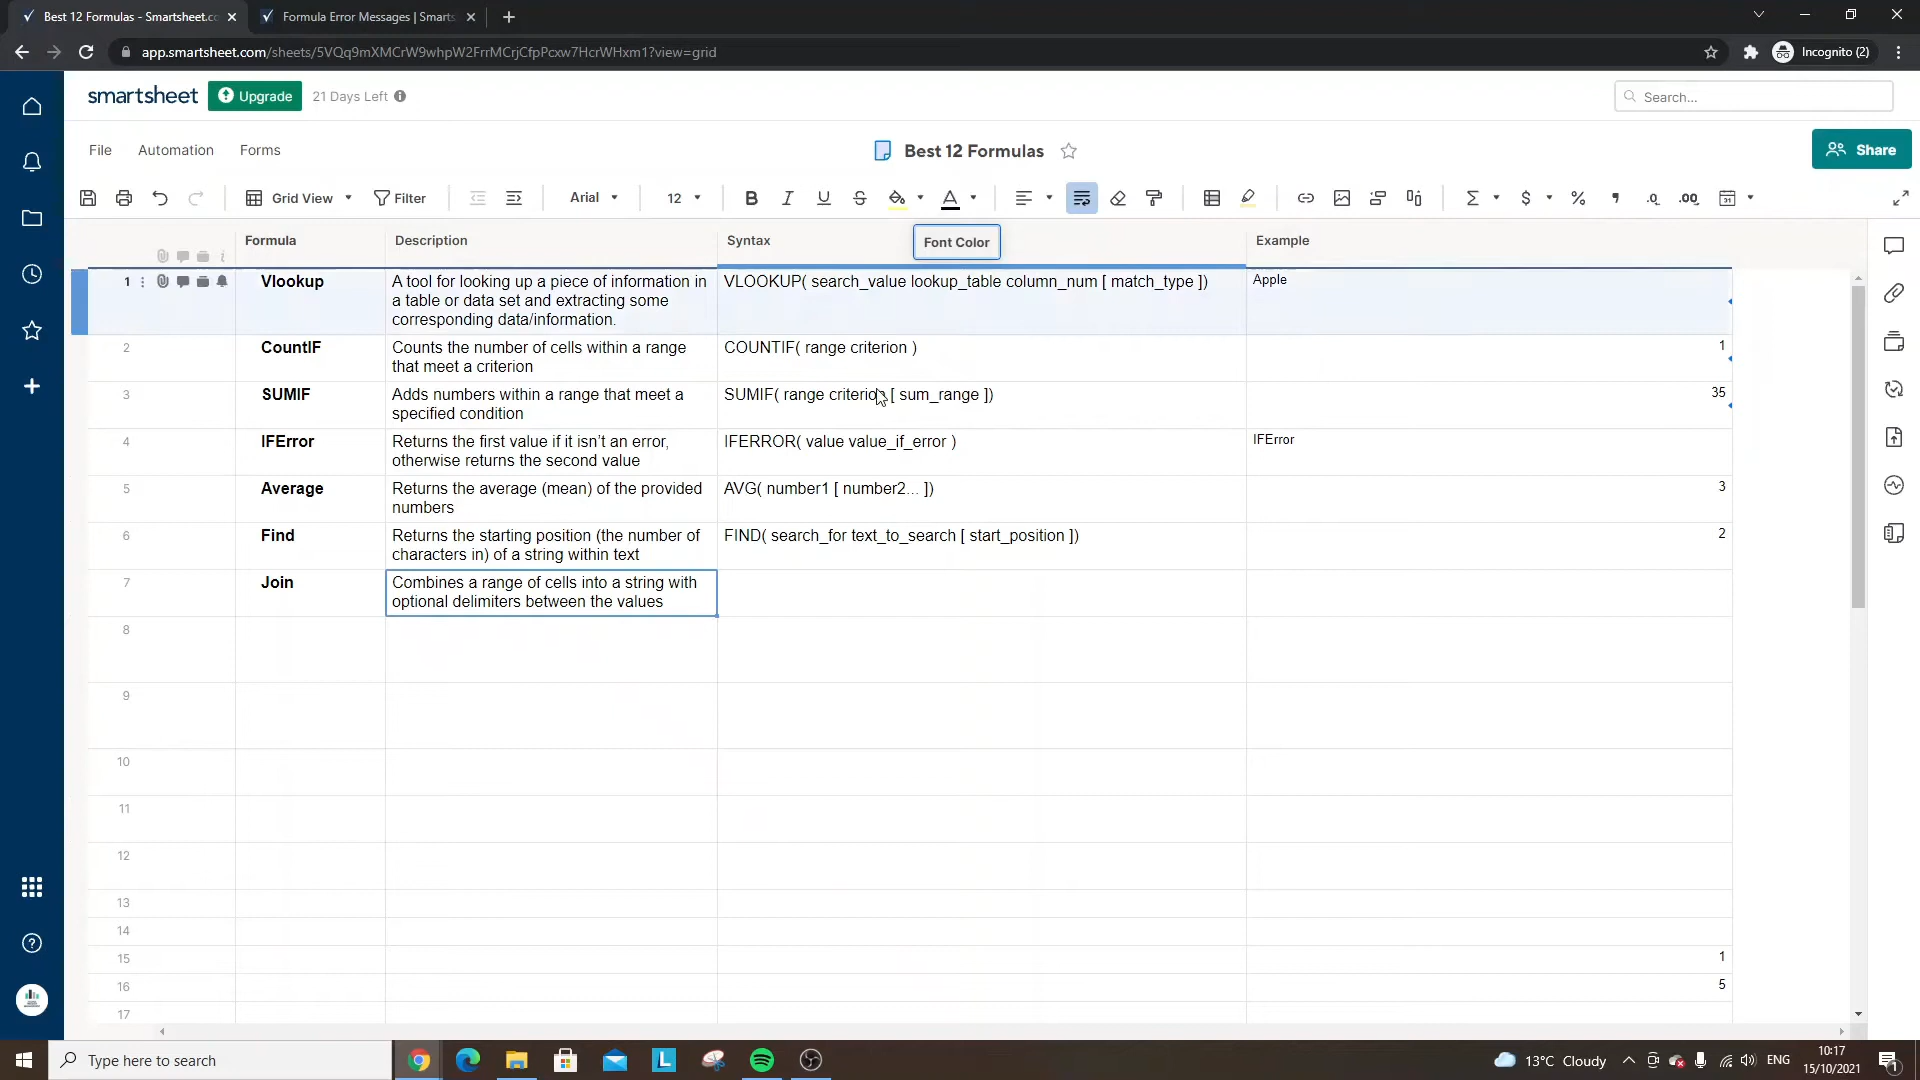 Best 12 Formulas - Smartsheet.co
Formula Error Messages | Smarts
app.smartsheet.com/sheets/5VQq9mXMCrW9whpW2FrrMCrjCfpPcxw7HcrWHxm1?view=grid
Incognito (2)
smartsheet
Upgrade
21 Days Left
Search...
File
Automation
Forms
Best 12 Formulas
Share
Grid View
Filter
Arial
12
B
I
U
S
A
Σ
$
%
,
.0
.00
31
Formula
Description
Syntax
Font Color
Example
1
Vlookup
A tool for looking up a piece of information in
a table or data set and extracting some
corresponding data/information.
VLOOKUP( search_value lookup_table column_num [ match_type ])
Apple
2
CountIF
Counts the number of cells within a range
that meet a criterion
COUNTIF( range criterion )
1
3
SUMIF
Adds numbers within a range that meet a
specified condition
SUMIF( range criterion [ sum_range ])
35
4
IFError
Returns the first value if it isn’t an error,
otherwise returns the second value
IFERROR( value value_if_error )
IFError
5
Average
Returns the average (mean) of the provided
numbers
AVG( number1 [ number2... ])
3
6
Find
Returns the starting position (the number of
characters in) of a string within text
FIND( search_for text_to_search [ start_position ])
2
7
Join
Combines a range of cells into a string with
optional delimiters between the values
8
9
10
11
12
13
14
15
1
16
5
17
Type here to search
L
13°C Cloudy
ENG
10:17
15/10/2021
1